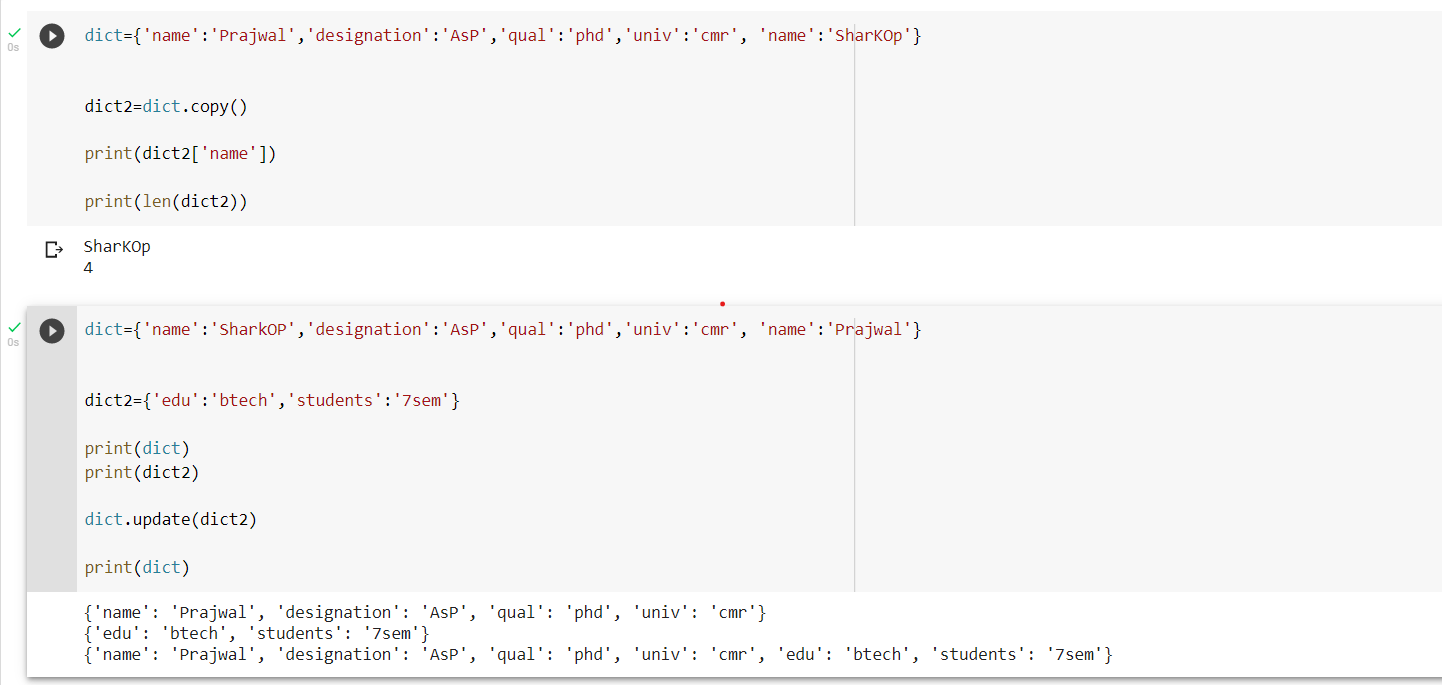 dict={'name':'Prajwal','designation':'AsP','qual':'phd','univ':'cmr', 'name':'SharKOp'}
0s
dict2=dict.copy()
print(dict2['name'])
print(len(dict2))
SharKOp
4
dict={'name':'SharkOP','designation':'AsP','qual':'phd','univ':'cmr', 'name':'Prajwal'}
0s
dict2={'edu':'btech','students':'7sem'}
print(dict)
print(dict2)
dict.update(dict2)
print(dict)
{'name': 'Prajwal', 'designation': 'AsP', 'qual': 'phd', 'univ': 'cmr'}
{'edu': 'btech', 'students': '7sem'}
{'name': 'Prajwal', 'designation': 'AsP', 'qual': 'phd', 'univ': 'cmr', 'edu': 'btech', 'students': '7sem'}